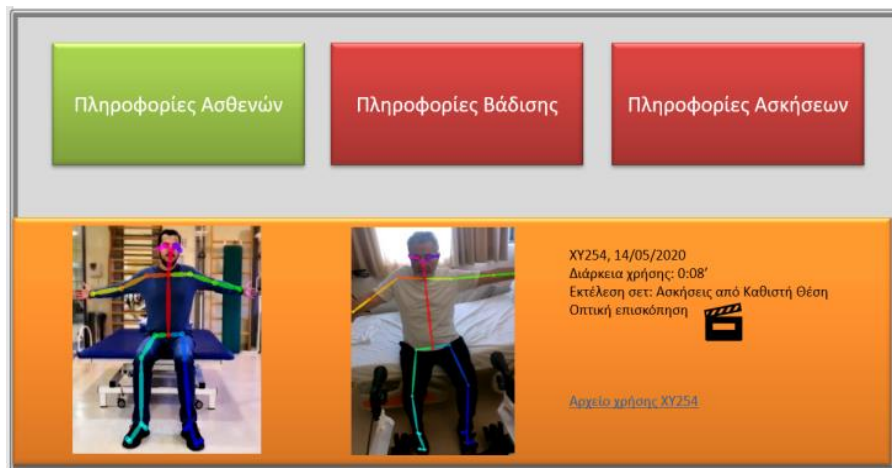 Πληροφορίες Ασθενών
Πληροφορίες Βάδισης
Πληροφορίες Ασκήσεων
XY254, 14/05/2020
Διάρκεια χρήσης: 0:08’
Εκτέλεση σετ: Ασκήσεις από Καθιστή Θέση
Οπτική επισκόπηση
Αρχείο χρήσης XY254